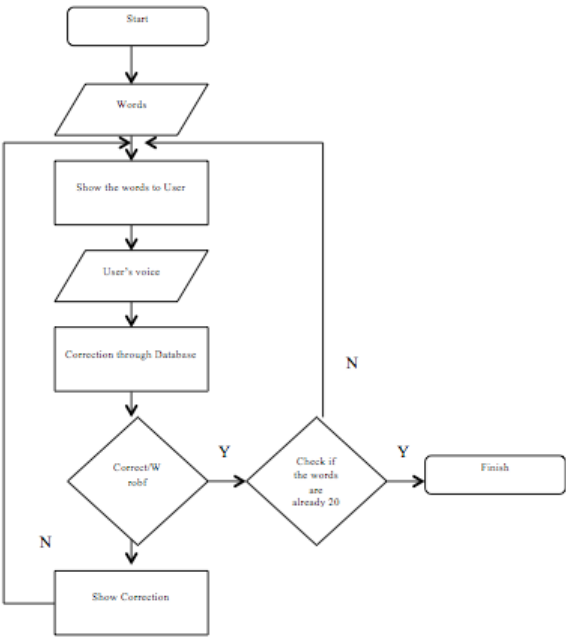 Start
Words
Show the words to User
User's voice
Correction through Database
N
Correct/W
robf
Y
Check if
the words
are
already 20
Y
Finish
N
Show Correction